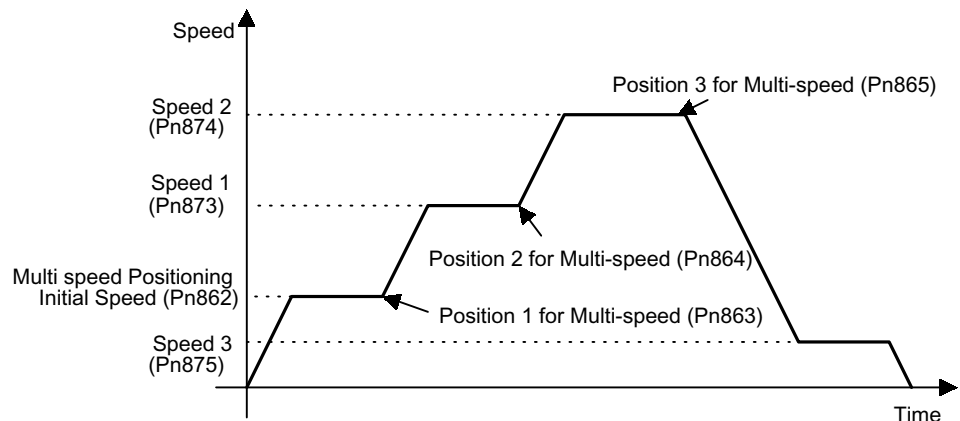 Speed
Position 3 for Multi-speed (Pn865)
Speed 2
(Pn874)
Speed 1
(Pn873)
Position 2 for Multi-speed (Pn864)
Multi speed Positioning
Initial Speed (Pn862)
Position 1 for Multi-speed (Pn863)
Speed 3
(Pn875)
Time